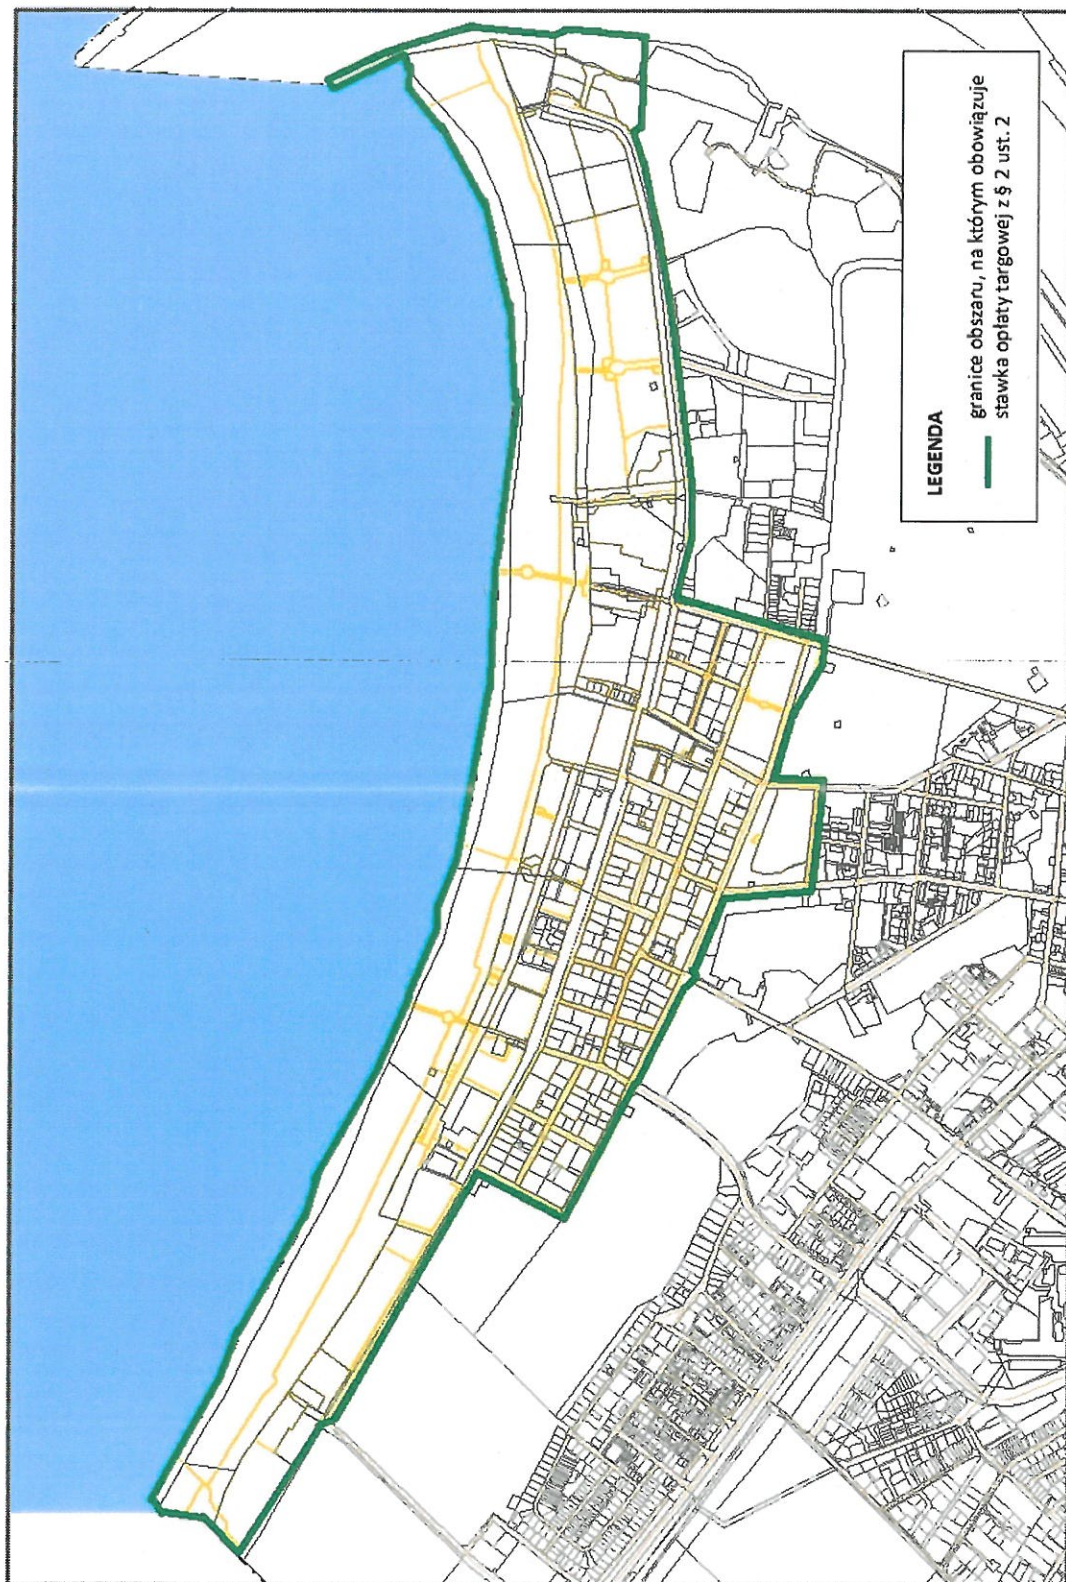 LEGENDA
granice obszaru, na którym obowiązuje
stawka opłaty targowej z § 2 ust. 2